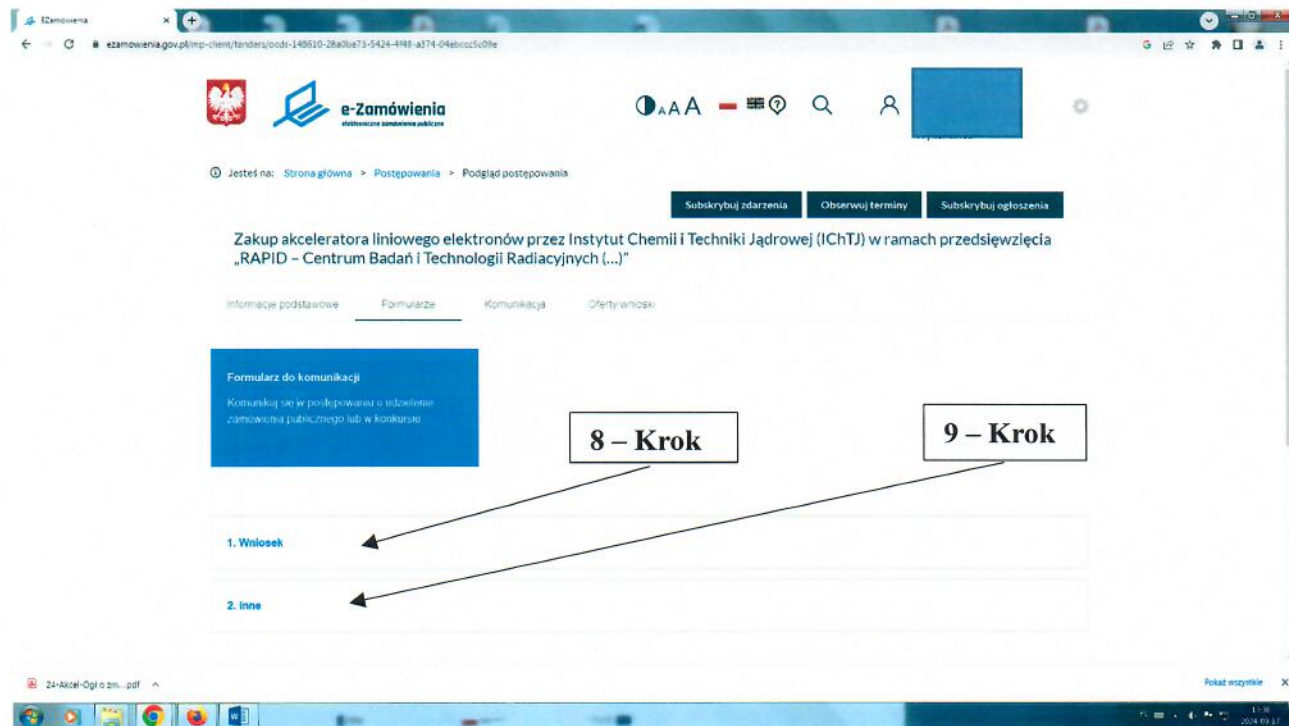 EZamowienia
ezamowienia.gov.pl/mp-client/tenders/ocds-148610-28a0be73-5424-4f48-a374-04ebccc5c09e
e-Zamówienia
elektroniczne zamówienia publiczne
A A A
Jesteś na: Strona główna > Postępowania > Podgląd postępowania
Subskrybuj zdarzenia Obserwuj terminy Subskrybuj ogłoszenia
Zakup akceleratora liniowego elektronów przez Instytut Chemii i Techniki Jądrowej (IChTJ) w ramach przedsięwzięcia
„RAPID – Centrum Badań i Technologii Radiacyjnych (...)”
Informacje podstawowe Formularze Komunikacja Oferty/wnioski
Formularz do komunikacji
Komunikuj się w postępowaniu o udzielenie
zamówienia publicznego lub w konkursie
8 – Krok
9 – Krok
1. Wniosek
2. Inne
24-Akcel-Ogł o zm....pdf
Pokaż wszystkie X
2024-09-17